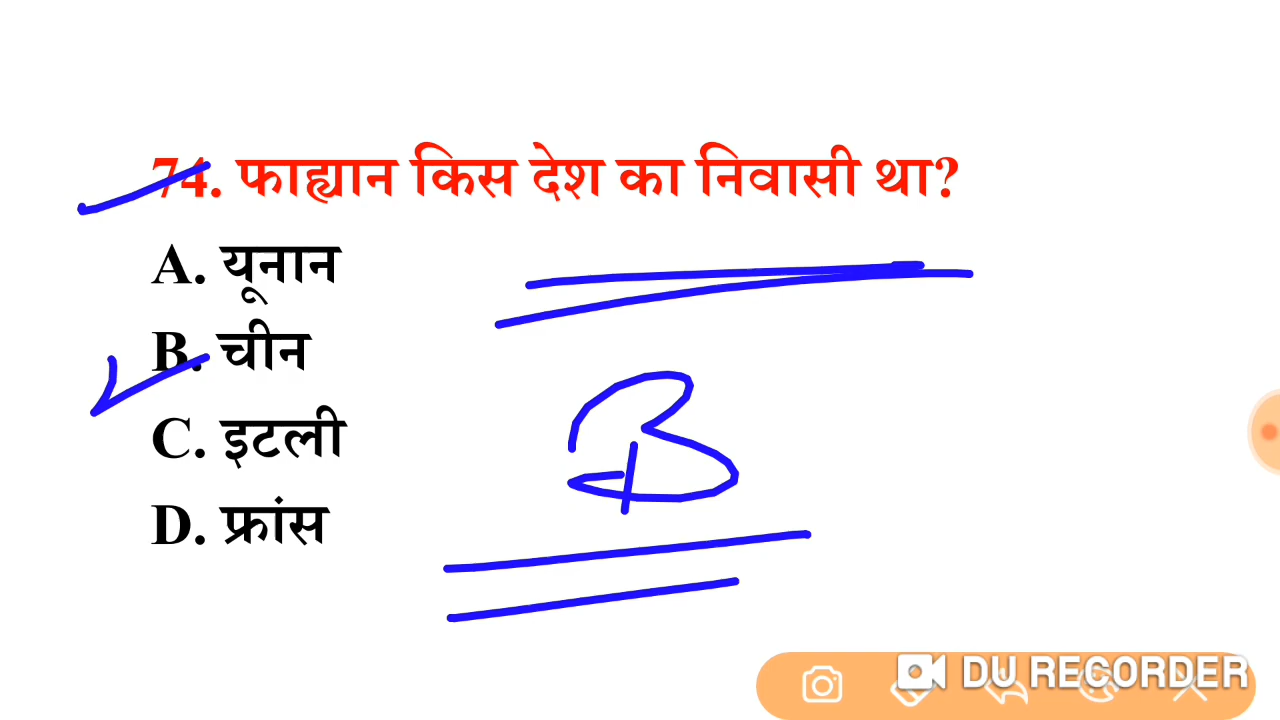 74. फाह्यान किस देश का निवासी था?
A. यूनान
B. चीन
C. इटली
B
D. फ्रांस
DU RECORDER